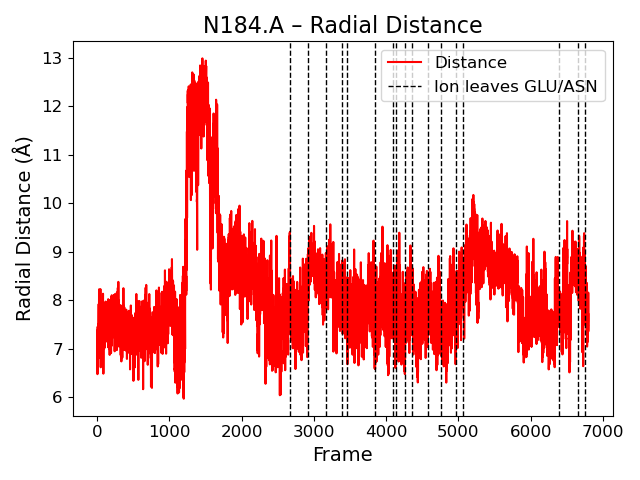 N184.A – Radial Distance
Radial Distance (Å)
13
12
11
10
9
8
7
6
Distance
Ion leaves GLU/ASN
0 1000 2000 3000 4000 5000 6000 7000
Frame